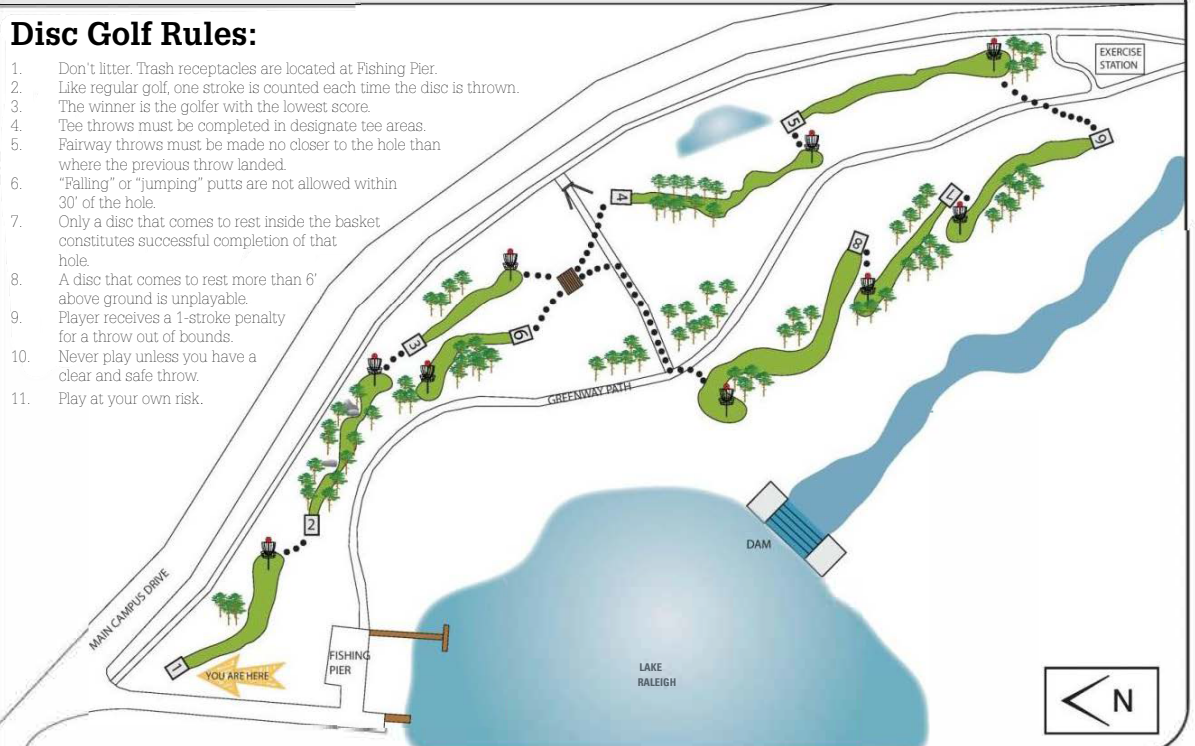 Disc Golf Rules:
1. Don't litter. Trash receptacles are located at Fishing Pier.
2. Like regular golf, one stroke is counted each time the disc is thrown.
3. The winner is the golfer with the lowest score.
4. Tee throws must be completed in designate tee areas.
5. Fairway throws must be made no closer to the hole than
where the previous throw landed.
6. "Falling" or "jumping" putts are not allowed within
30' of the hole.
7. Only a disc that comes to rest inside the basket
constitutes successful completion of that
hole.
8. A disc that comes to rest more than 6'
above ground is unplayable.
9. Player receives a 1-stroke penalty
for a throw out of bounds.
10. Never play unless you have a
clear and safe throw.
11. Play at your own risk.
EXERCISE
STATION
5
6
4
7
8
9
3
GREENWAY PATH
2
DAM
MAIN CAMPUS DRIVE
1
YOU ARE HERE
FISHING
PIER
LAKE
RALEIGH
N